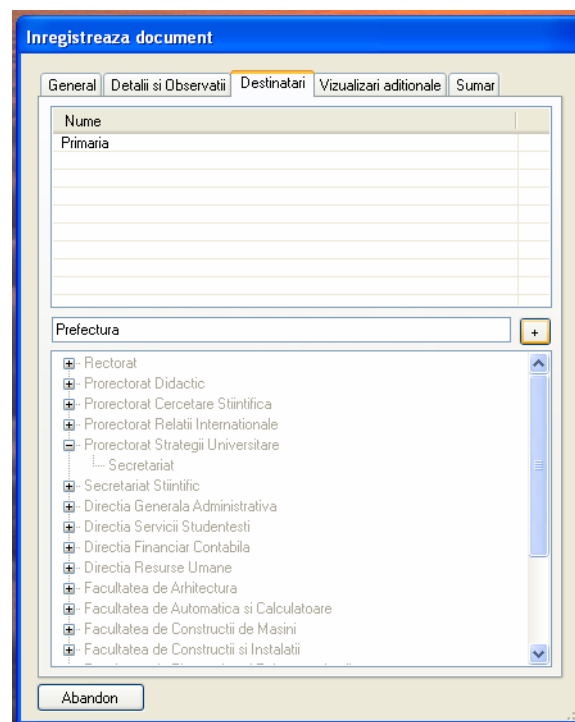 Inregistreaza document
General Detalii si Observatii Destinatari Vizualizari aditionale Sumar
Nume
Primaria
Prefectura +
Rectorat
Prorectorat Didactic
Prorectorat Cercetare Stiintifica
Prorectorat Relatii Internationale
Prorectorat Strategii Universitare
Secretariat
Secretariat Stiintific
Directia Generala Administrativa
Directia Servicii Studentesti
Directia Financiar Contabila
Directia Resurse Umane
Facultatea de Arhitectura
Facultatea de Automatica si Calculatoare
Facultatea de Constructii de Masini
Facultatea de Constructii si Instalatii
Abandon